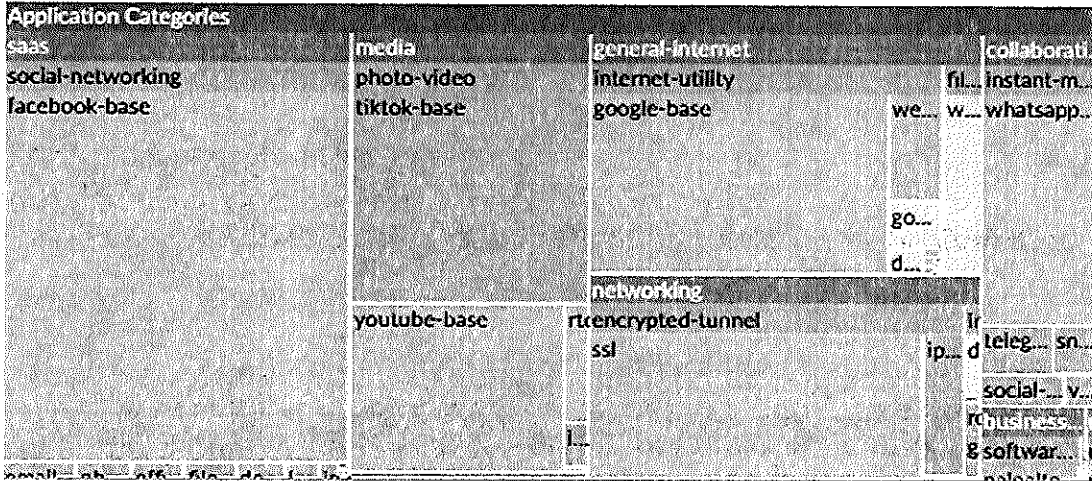 Application Categories
saas
social-networking
facebook-base
media
photo-video
tiktok-base
youtube-base
general-internet
internet-utility
fil...
google-base
we...
w...
go...
d...
networking
encrypted-tunnel
ssl
ip...
d
collaborati
instant-m...
whatsapp...
teleg...
sn...
social-...
v...
business...
softwar...